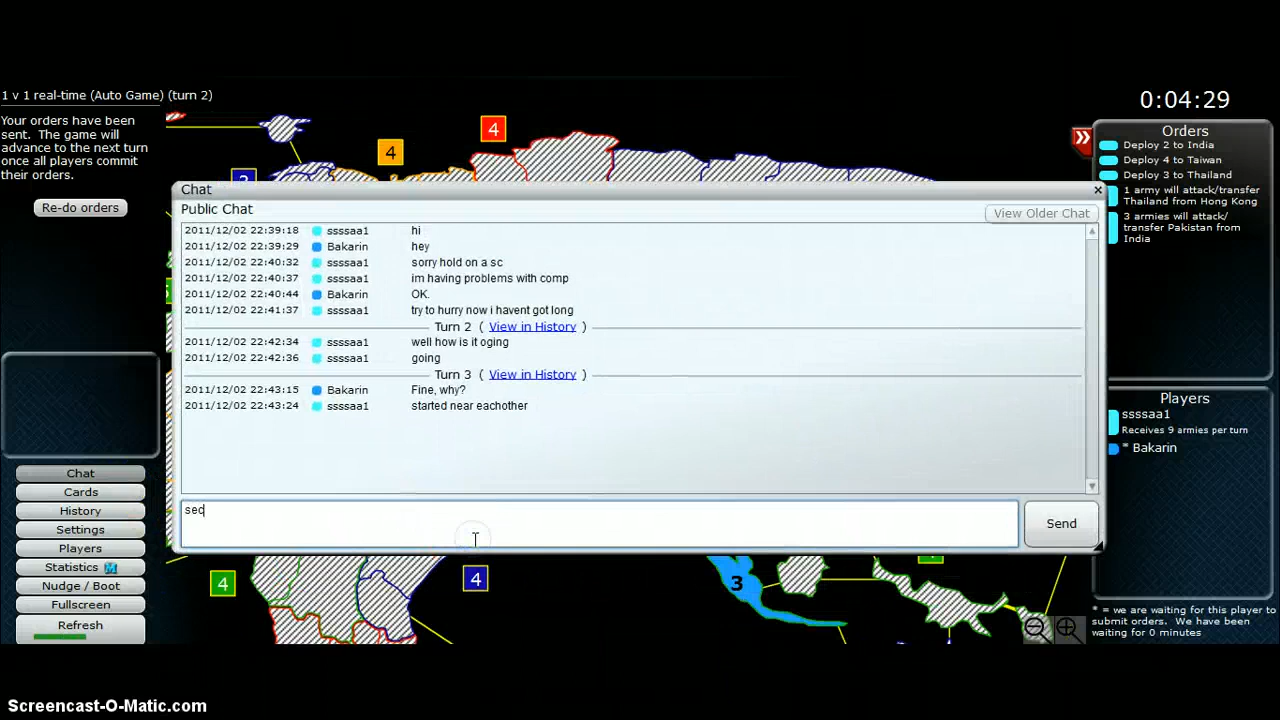 1 v 1 real-time (Auto Game) (turn 2)
Your orders have been
sent. The game will
advance to the next turn
once all players commit
their orders.
Re-do orders
4
4
0:04:29
Orders
Deploy 2 to India
Deploy 4 to Taiwan
Deploy 3 to Thailand
1 army will attack/transfer
Thailand from Hong Kong
3 armies will attack/
transfer Pakistan from
India
Chat
Public Chat
View Older Chat
2011/12/02 22:39:18 ssssaa1 hi
2011/12/02 22:39:29 Bakarin hey
2011/12/02 22:40:32 ssssaa1 sorry hold on a sc
2011/12/02 22:40:37 ssssaa1 im having problems with comp
2011/12/02 22:40:44 Bakarin OK.
2011/12/02 22:41:37 ssssaa1 try to hurry now i havent got long
Turn 2 ( View in History )
2011/12/02 22:42:34 ssssaa1 well how is it oging
2011/12/02 22:42:36 ssssaa1 going
Turn 3 ( View in History )
2011/12/02 22:43:15 Bakarin Fine, why?
2011/12/02 22:43:24 ssssaa1 started near eachother
sec
Send
Players
ssssaa1
Receives 9 armies per turn
* Bakarin
Chat
Cards
History
Settings
Players
Statistics M
Nudge / Boot
Fullscreen
Refresh
4
4
3
* = we are waiting for this player to
submit orders. We have been
waiting for 0 minutes
Screencast-O-Matic.com